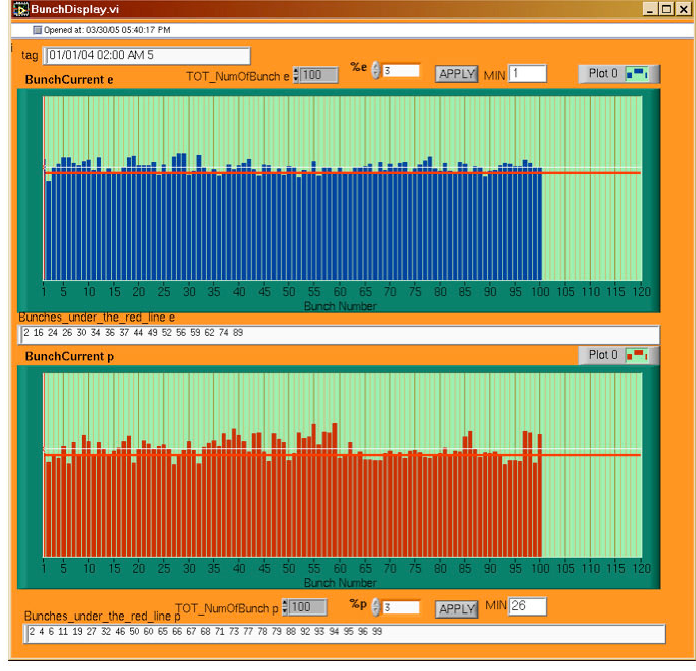 BunchDisplay.vi
Opened at: 03/30/05 05:40:17 PM
tag 01/01/04 02:00 AM 5
BunchCurrent e TOT_NumOfBunch e 100 %e 3 APPLY MIN 1 Plot 0
1 5 10 15 20 25 30 35 40 45 50 55 60 65 70 75 80 85 90 95 100 105 110 115 120
Bunch Number
Bunches_under_the_red_line e
2 16 24 26 30 34 36 37 44 49 52 56 59 62 74 89
BunchCurrent p Plot 0
1 5 10 15 20 25 30 35 40 45 50 55 60 65 70 75 80 85 90 95 100 105 110 115 120
Bunch Number
TOT_NumOfBunch p 100 %p 3 APPLY MIN 26
Bunches_under_the_red_line p
2 4 6 11 19 27 32 46 50 60 65 66 67 68 71 73 77 78 79 88 92 93 94 95 96 99